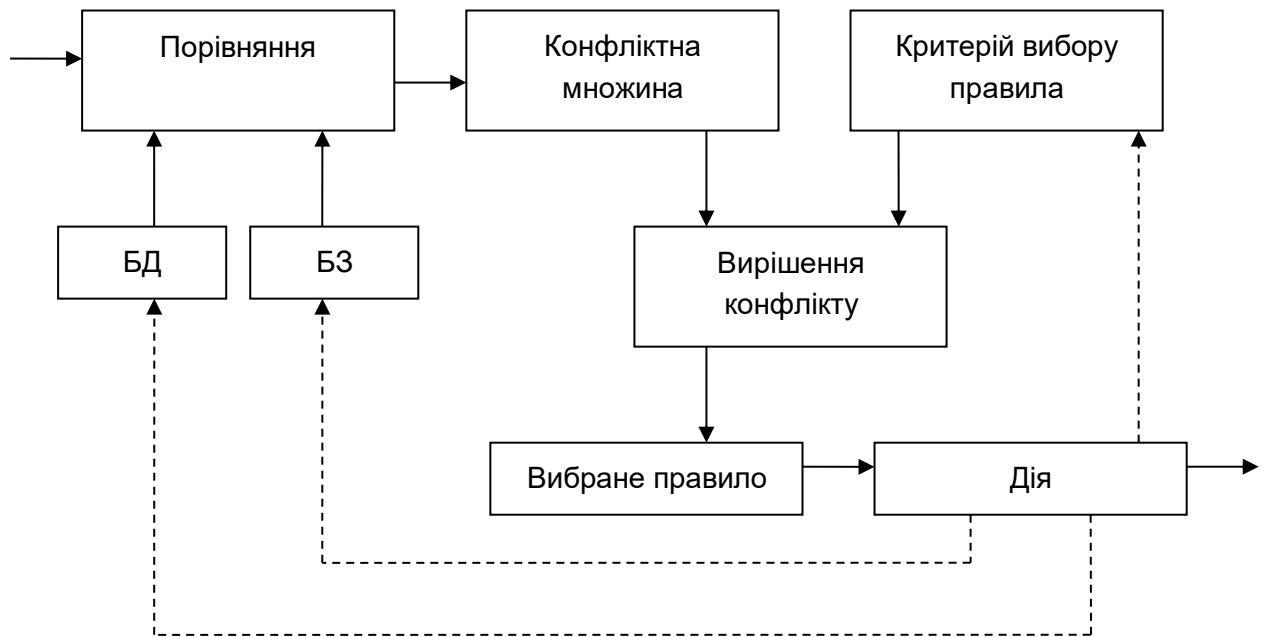 Порівняння
Конфліктна
множина
Критерій вибору
правила
БД
БЗ
Вирішення
конфлікту
Вибране правило
Дія